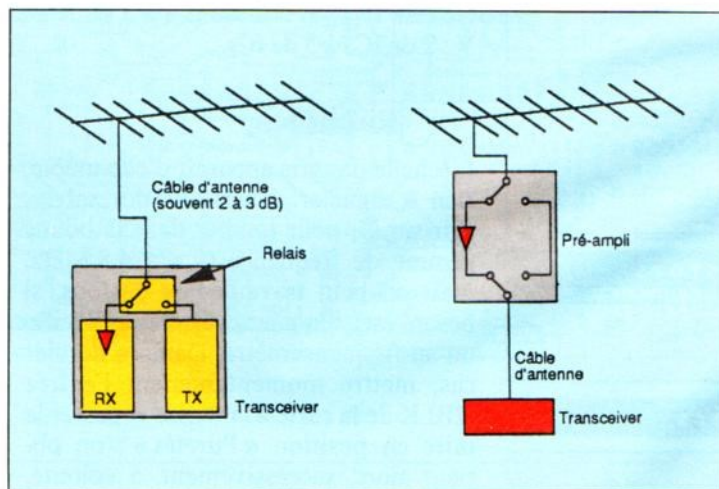 Câble d'antenne
(souvent 2 à 3 dB)
Relais
RX
TX
Transceiver
Pré-ampli
Câble
d'antenne
Transceiver